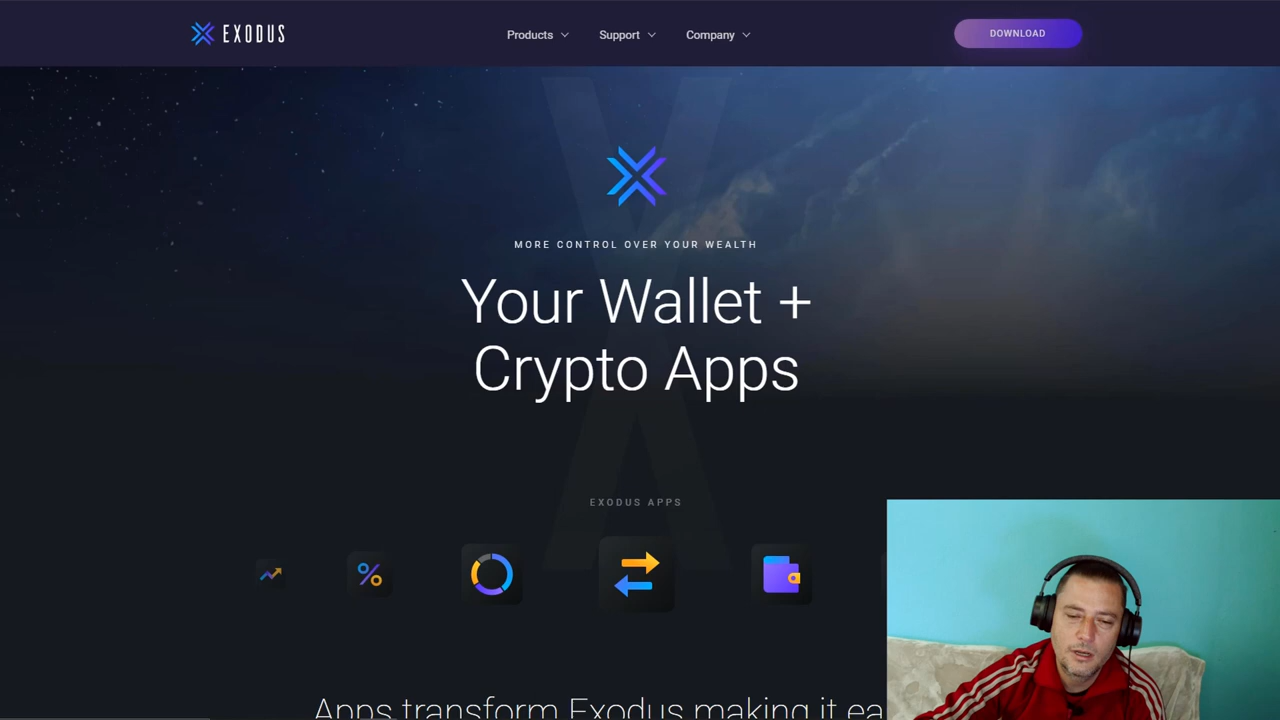 EXODUS
Products
Support
Company
DOWNLOAD
MORE CONTROL OVER YOUR WEALTH
Your Wallet +
Crypto Apps
EXODUS APPS
Apps transform Exodus making it